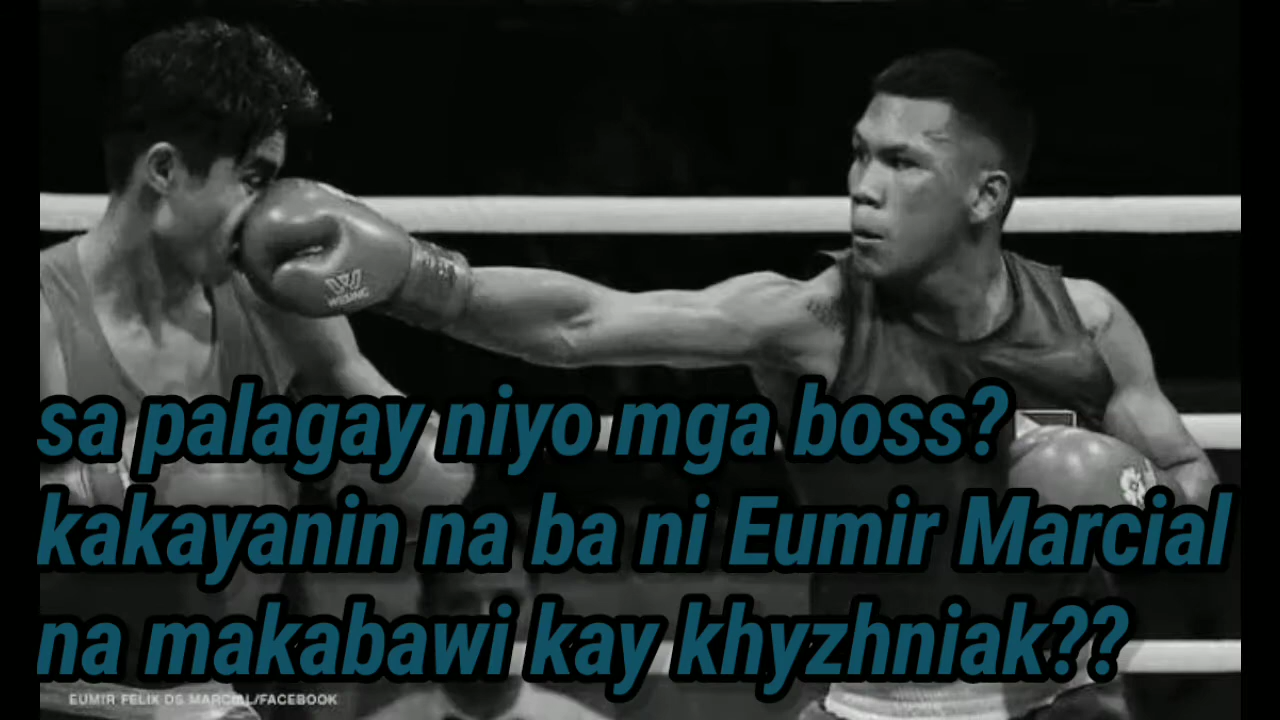 WESING
sa palagay niyo mga boss?
kakayanin na ba ni Eumir Marcial
na makabawi kay khyzhniak??
EUMIR FELIX DS MARCIAL/FACEBOOK